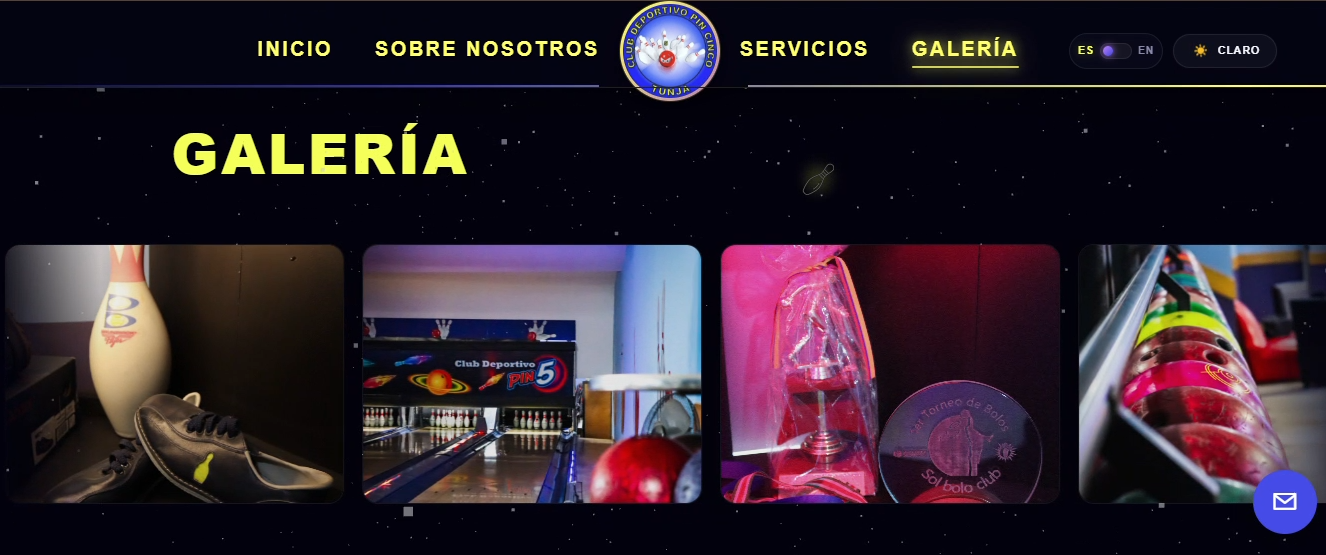 INICIO
SOBRE NOSOTROS
CLUB DEPORTIVO PIN CINCO
TUNJA
SERVICIOS
GALERÍA
ES
EN
CLARO
GALERÍA
Club Deportivo
PIN 5
Torneo de Bolos
Sol bolo club